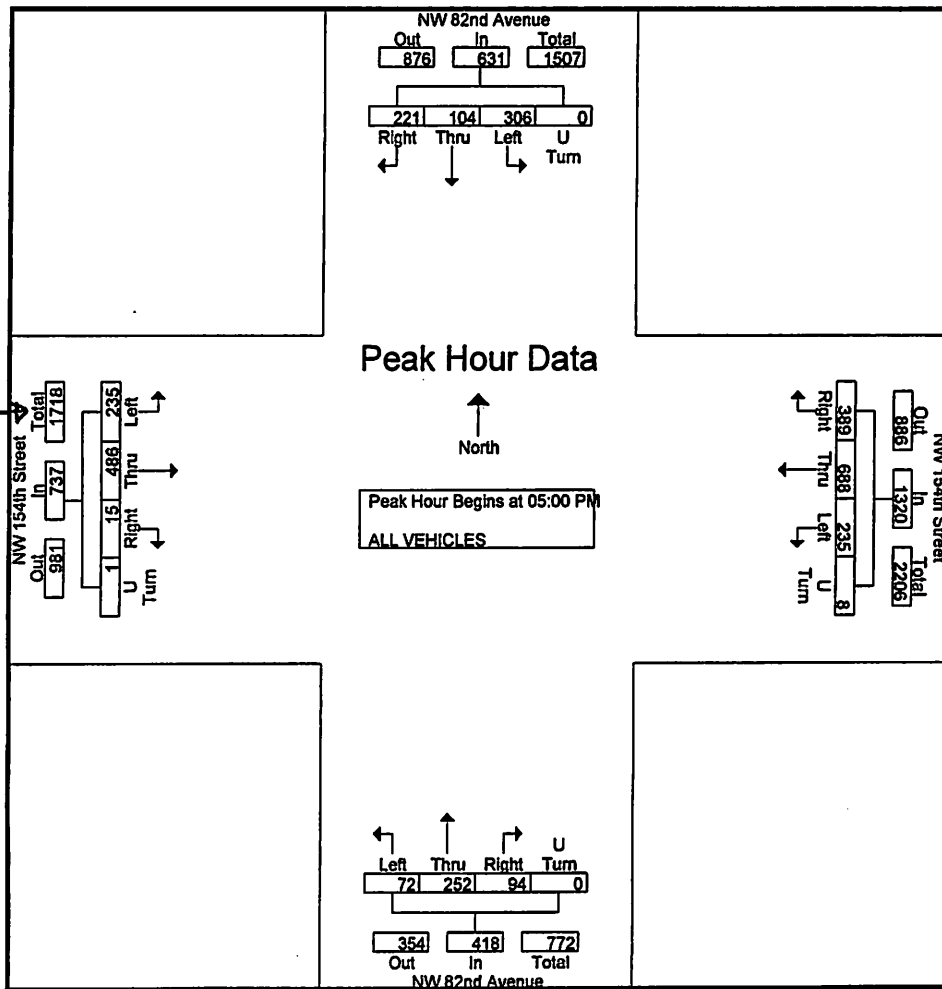 NW 82nd Avenue
Out In Total
876 631 1507
221 104 306 0
Right Thru Left U Turn
Peak Hour Data
North
Peak Hour Begins at 05:00 PM
ALL VEHICLES
NW 154th Street
Total In Out
1718 737 981
235 486 15 1
Left Thru Right U Turn
Right Thru Left U Turn
389 688 235 8
Out In Total
886 1320 2206
NW 154th Street
Left Thru Right U Turn
72 252 94 0
354 418 772
Out In Total
NW 82nd Avenue